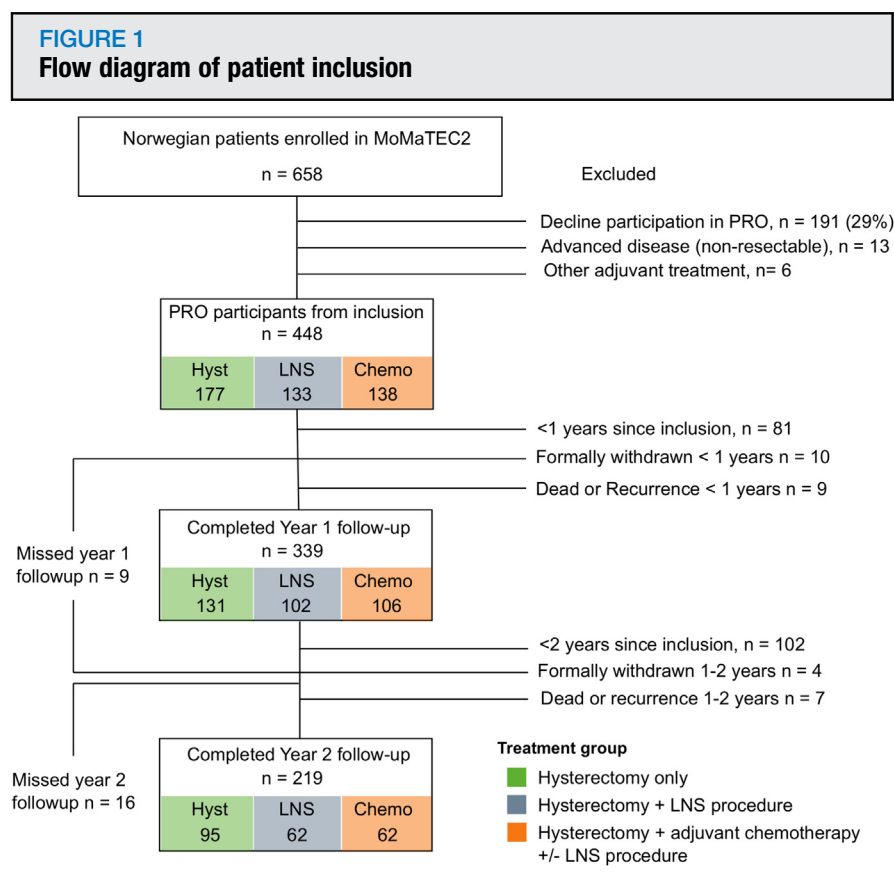 FIGURE 1
Flow diagram of patient inclusion
Norwegian patients enrolled in MoMaTEC2
n = 658
Excluded
Decline participation in PRO, n = 191 (29%)
Advanced disease (non-resectable), n = 13
Other adjuvant treatment, n= 6
PRO participants from inclusion
n = 448
Hyst LNS Chemo
177 133 138
<1 years since inclusion, n = 81
Formally withdrawn < 1 years n = 10
Dead or Recurrence < 1 years n = 9
Completed Year 1 follow-up
n = 339
Missed year 1
followup n = 9
Hyst LNS Chemo
131 102 106
<2 years since inclusion, n = 102
Formally withdrawn 1-2 years n = 4
Dead or recurrence 1-2 years n = 7
Completed Year 2 follow-up
n = 219
Missed year 2
followup n = 16
Hyst LNS Chemo
95 62 62
Treatment group
Hysterectomy only
Hysterectomy + LNS procedure
Hysterectomy + adjuvant chemotherapy
+/- LNS procedure